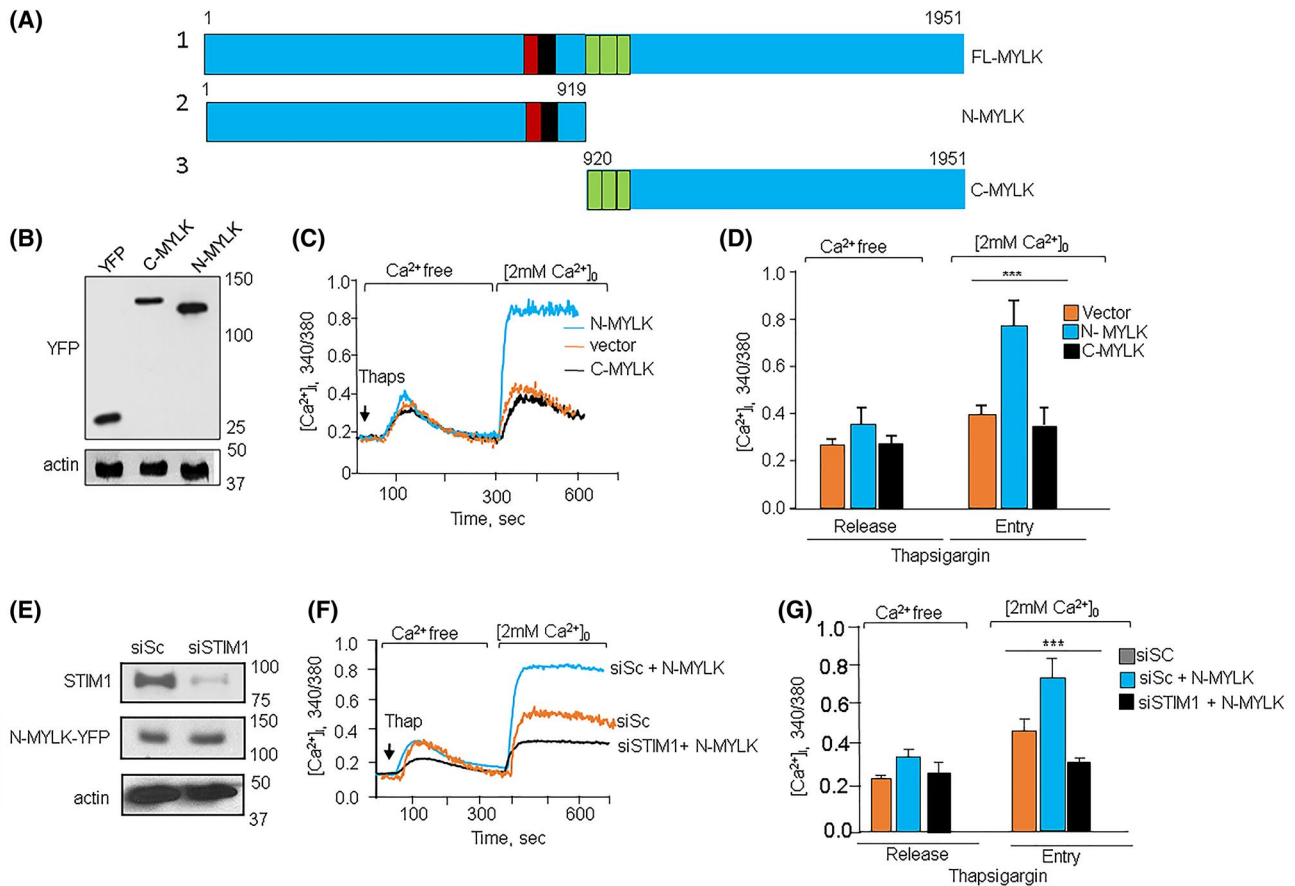 (A)
1 1951
1 FL-MYLK
1 919
2 N-MYLK
920 1951
3 C-MYLK
(B)
YFP C-MYLK N-MYLK
150
100
YFP
25
50
actin
37
(C)
Ca²⁺ free [2mM Ca²⁺]₀
1.0
0.8
0.6
0.4
0.2
0
[Ca²⁺]ᵢ, 340/380
N-MYLK
vector
C-MYLK
Thaps
100 300 600
Time, sec
(D)
Ca²⁺ free [2mM Ca²⁺]₀
***
1.0
0.8
0.6
0.4
0.2
0.0
[Ca²⁺]ᵢ, 340/380
Vector
N- MYLK
C-MYLK
Release Entry
Thapsigargin
(E)
siSc siSTIM1
STIM1 100
75
N-MYLK-YFP 150
100
actin 50
37
(F)
Ca²⁺ free [2mM Ca²⁺]₀
1.0
0.8
0.6
0.4
0.2
0.0
[Ca²⁺]ᵢ, 340/380
siSc + N-MYLK
siSc
siSTIM1+ N-MYLK
Thap
100 300 600
Time, sec
(G)
Ca²⁺ free [2mM Ca²⁺]₀
***
1.0
0.8
0.6
0.4
0.2
0.0
[Ca²⁺]ᵢ, 340/380
siSC
siSc + N-MYLK
siSTIM1 + N-MYLK
Release Entry
Thapsigargin